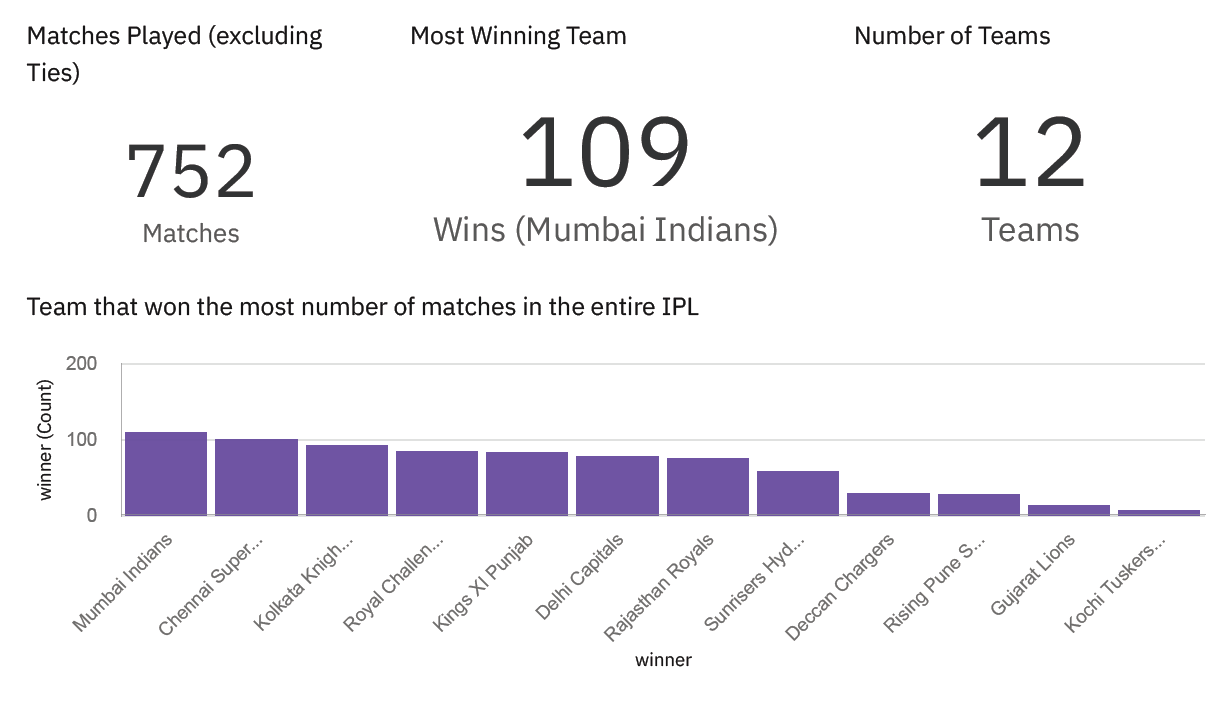 Matches Played (excluding
Ties)
752
Matches
Most Winning Team
109
Wins (Mumbai Indians)
Number of Teams
12
Teams
Team that won the most number of matches in the entire IPL
winner (Count)
200
100
0
Mumbai Indians
Chennai Super...
Kolkata Knigh...
Royal Challen...
Kings XI Punjab
Delhi Capitals
Rajasthan Royals
Sunrisers Hyd...
Deccan Chargers
Rising Pune S...
Gujarat Lions
Kochi Tuskers...
winner